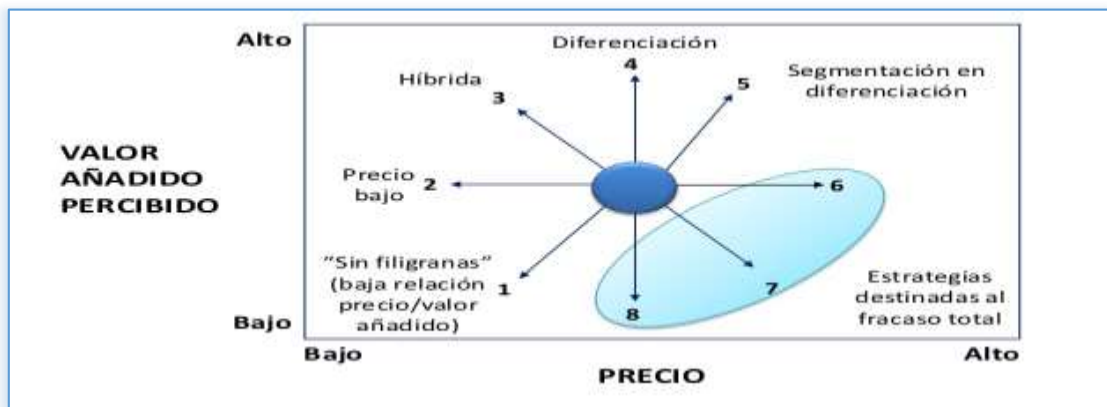 Alto
Diferenciación
4
Híbrida
3
5
Segmentación en
diferenciación
VALOR
AÑADIDO
PERCIBIDO
Precio
bajo
2
6
"Sin filigranas"
(baja relación
precio/valor
añadido)
1
7
8
Estrategias
destinadas al
fracaso total
Bajo
Bajo
Alto
PRECIO